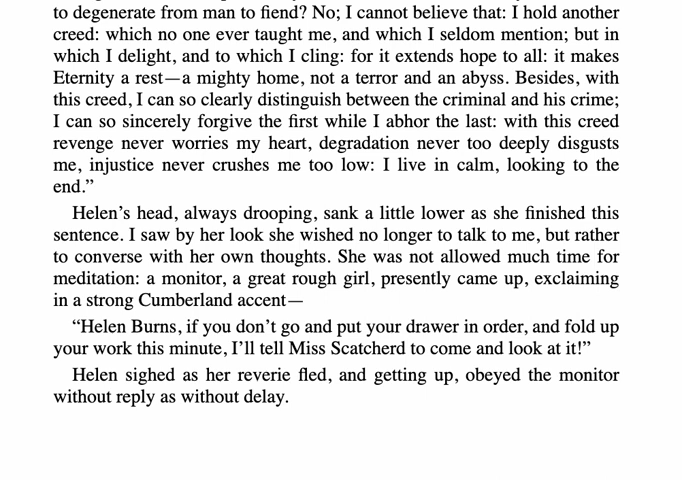 to degenerate from man to fiend? No; I cannot believe that: I hold another
creed: which no one ever taught me, and which I seldom mention; but in
which I delight, and to which I cling: for it extends hope to all: it makes
Eternity a rest—a mighty home, not a terror and an abyss. Besides, with
this creed, I can so clearly distinguish between the criminal and his crime;
I can so sincerely forgive the first while I abhor the last: with this creed
revenge never worries my heart, degradation never too deeply disgusts
me, injustice never crushes me too low: I live in calm, looking to the
end.”
Helen’s head, always drooping, sank a little lower as she finished this
sentence. I saw by her look she wished no longer to talk to me, but rather
to converse with her own thoughts. She was not allowed much time for
meditation: a monitor, a great rough girl, presently came up, exclaiming
in a strong Cumberland accent—
“Helen Burns, if you don’t go and put your drawer in order, and fold up
your work this minute, I’ll tell Miss Scatcherd to come and look at it!”
Helen sighed as her reverie fled, and getting up, obeyed the monitor
without reply as without delay.